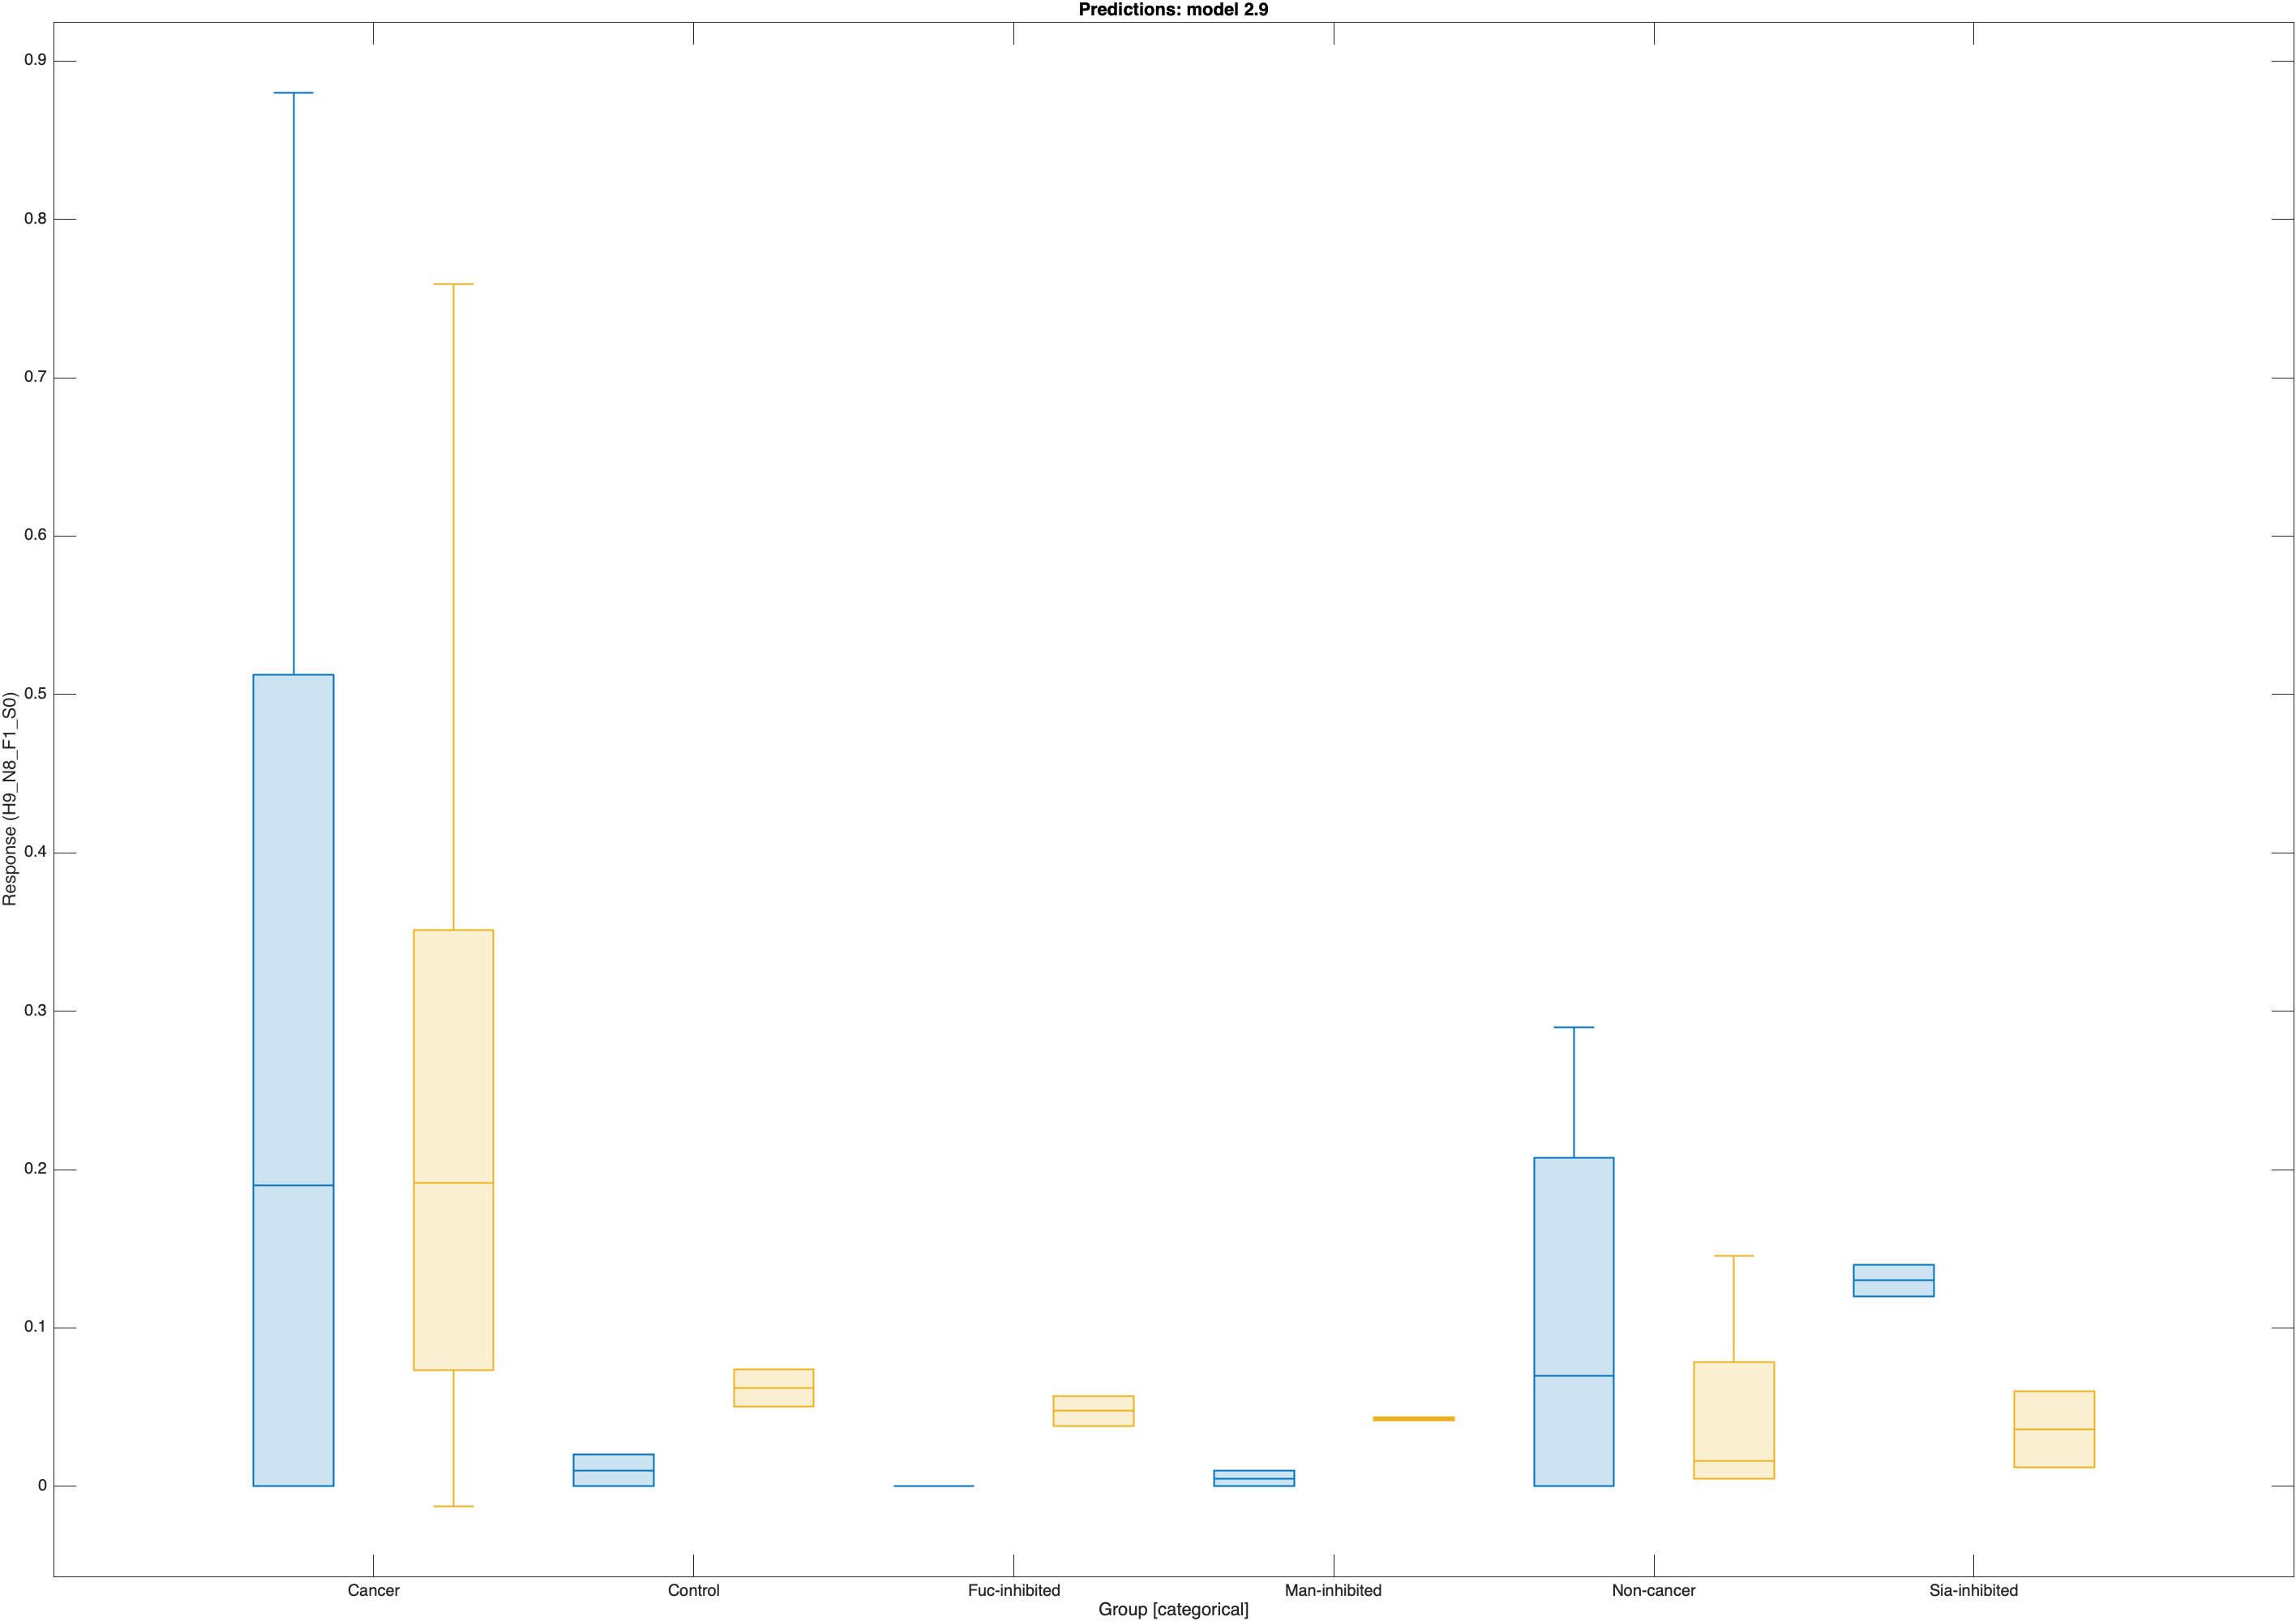 Predictions: model 2.9
0.9
0.8
0.7
0.6
0.5
0.4
0.3
0.2
0.1
0
Response (H9_N8_F1_S0)
Cancer Control Fuc-inhibited Man-inhibited Non-cancer Sia-inhibited
Group [categorical]